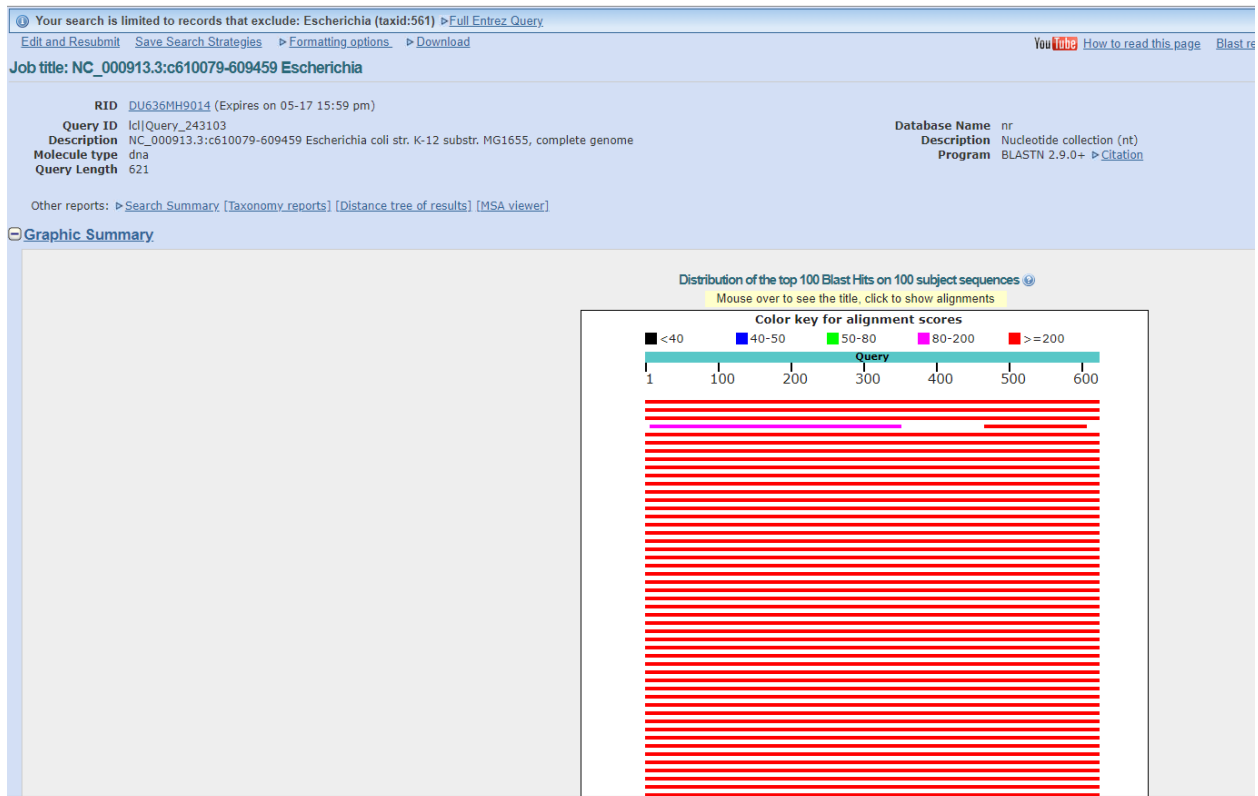 Your search is limited to records that exclude: Escherichia (taxid:561) Full Entrez Query
Edit and Resubmit Save Search Strategies Formatting options Download You Tube How to read this page Blast re
Job title: NC_000913.3:c610079-609459 Escherichia
RID DU636MH9014 (Expires on 05-17 15:59 pm)
Query ID lcl|Query_243103
Description NC_000913.3:c610079-609459 Escherichia coli str. K-12 substr. MG1655, complete genome
Molecule type dna
Query Length 621
Database Name nr
Description Nucleotide collection (nt)
Program BLASTN 2.9.0+ Citation
Other reports: Search Summary [Taxonomy reports] [Distance tree of results] [MSA viewer]
Graphic Summary
Distribution of the top 100 Blast Hits on 100 subject sequences
Mouse over to see the title, click to show alignments
Color key for alignment scores
<40 40-50 50-80 80-200 >=200
Query
1 100 200 300 400 500 600